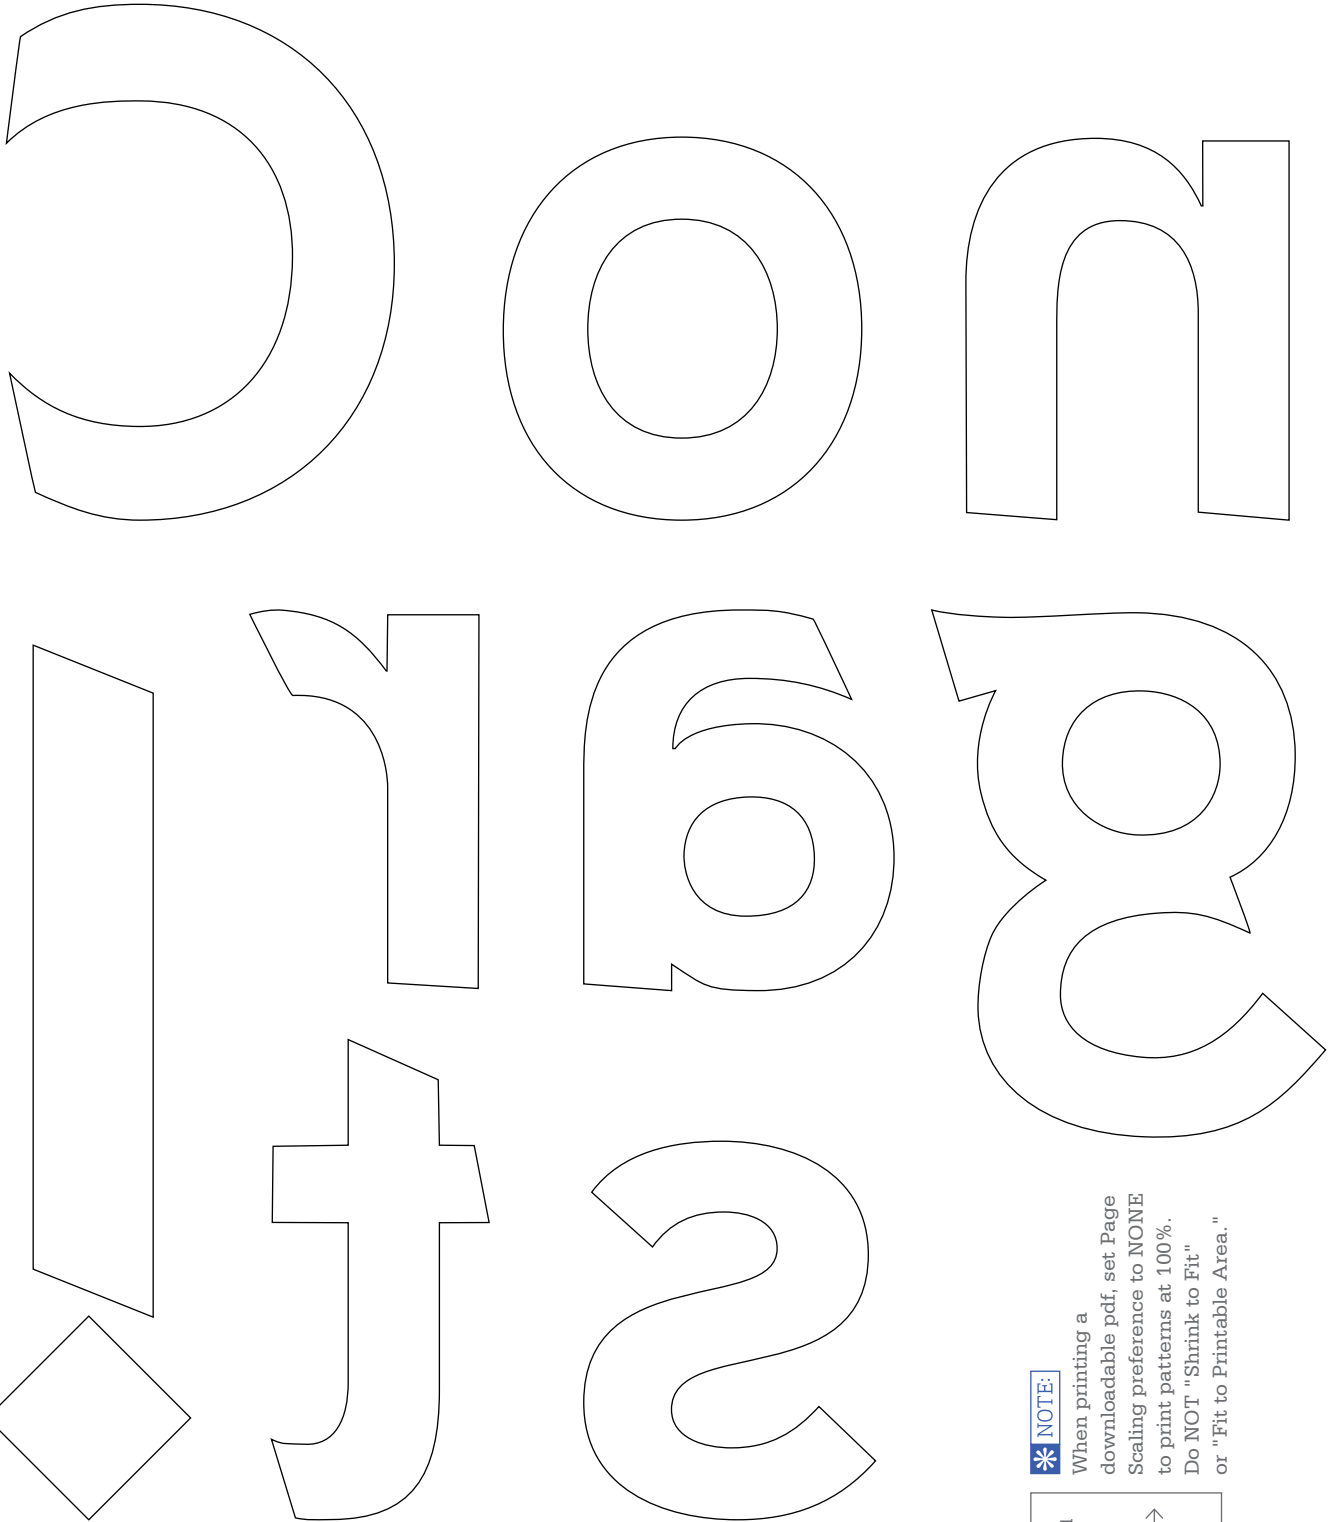 C o n
! r a g
t s
NOTE:
When printing a
downloadable pdf, set Page
Scaling preference to NONE
to print patterns at 100%.
Do NOT "Shrink to Fit"
or "Fit to Printable Area."